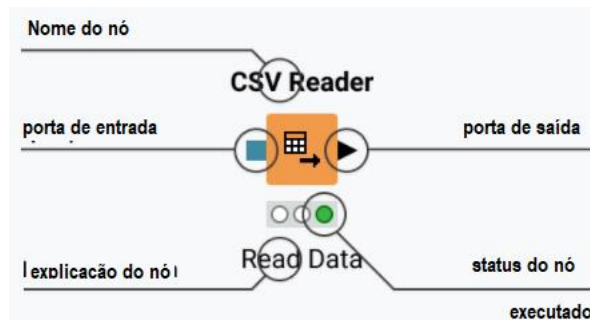 Nome do nó
CSV Reader
porta de entrada
porta de saída
explicação do nó
Read Data
status do nó
executado